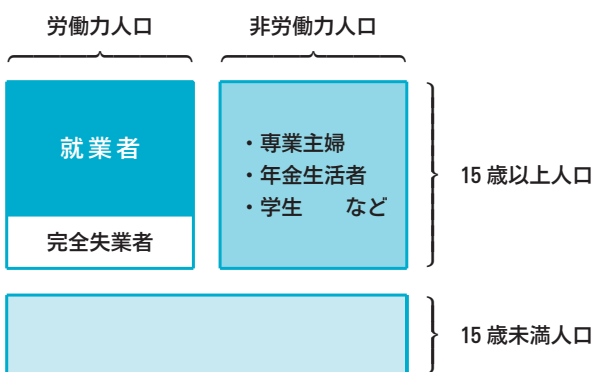 労働力人口
非労働力人口
就業者
完全失業者
・専業主婦
・年金生活者
・学生　　など
15 歳以上人口
15 歳未満人口